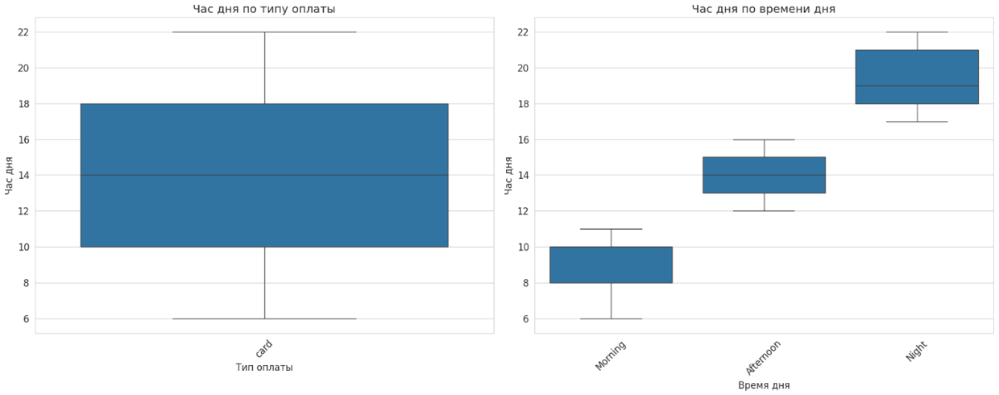 Час дня по типу оплаты
Час дня
22
20
18
16
14
12
10
8
6
card
Тип оплаты
Час дня по времени дня
Час дня
22
20
18
16
14
12
10
8
6
Morning
Afternoon
Night
Время дня